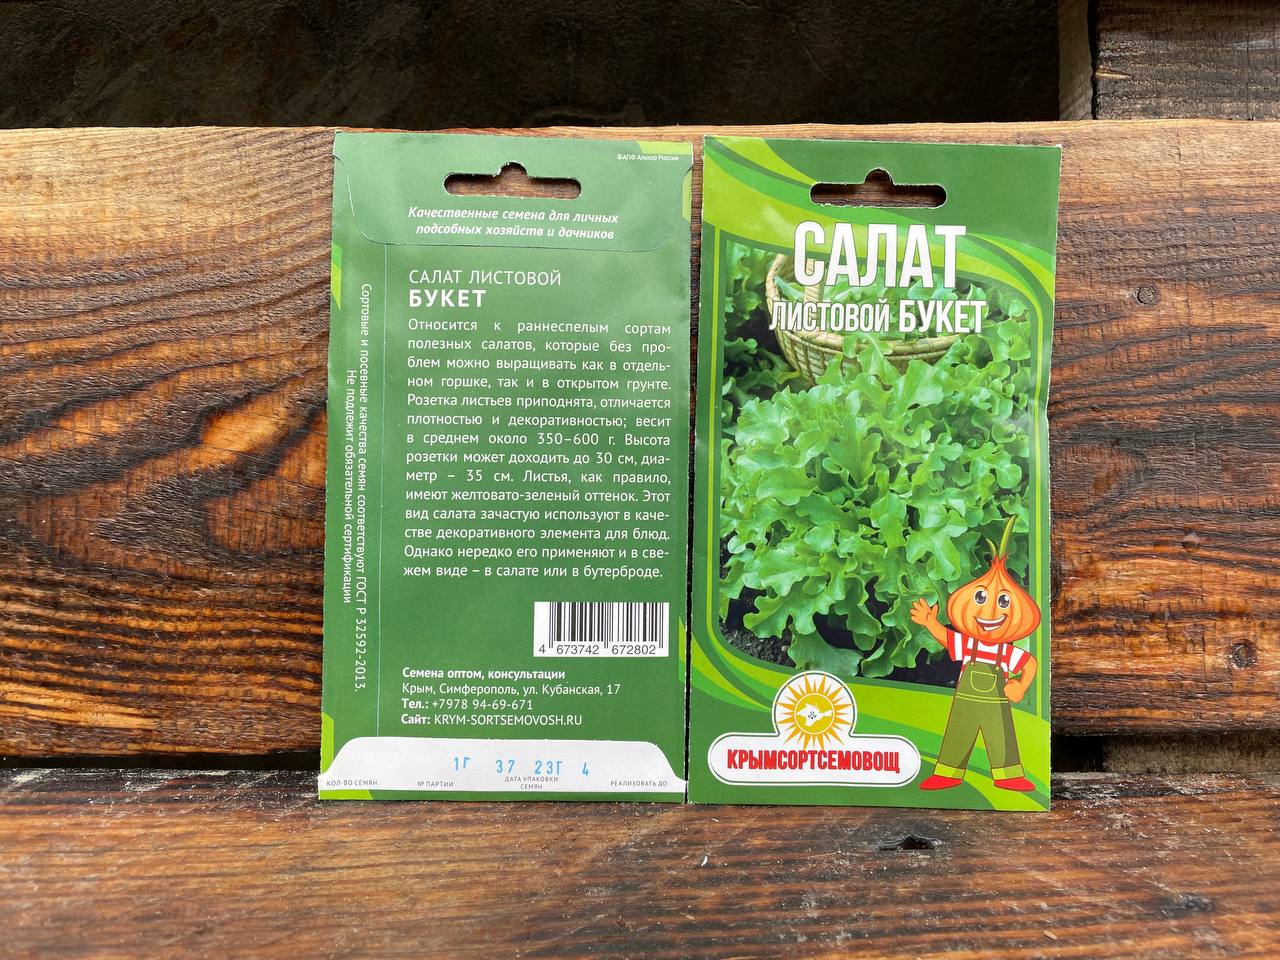 ®АПФ Алькор Россия
Качественные семена для личных
подсобных хозяйств и дачников
САЛАТ ЛИСТОВОЙ
БУКЕТ
Относится к раннеспелым сортам
полезных салатов, которые без про-
блем можно выращивать как в отдель-
ном горшке, так и в открытом грунте.
Розетка листьев приподнята, отличается
плотностью и декоративностью; весит
в среднем около 350–600 г. Высота
розетки может доходить до 30 см, диа-
метр – 35 см. Листья, как правило,
имеют желтовато-зеленый оттенок. Этот
вид салата зачастую используют в каче-
стве декоративного элемента для блюд.
Однако нередко его применяют и в све-
жем виде – в салате или в бутерброде.
Сортовые и посевные качества семян соответствуют ГОСТ Р 32592-2013.
Не подлежит обязательной сертификации
4 673742 672802
Семена оптом, консультации
Крым, Симферополь, ул. Кубанская, 17
Тел.: +7978 94-69-671
Сайт: KRYM-SORTSEMOVOSH.RU
1Г 37 23Г 4
КОЛ-ВО СЕМЯН
№ ПАРТИИ
ДАТА УПАКОВКИ
СЕМЯН
РЕАЛИЗОВАТЬ ДО
САЛАТ
ЛИСТОВОЙ БУКЕТ
КРЫМСОРТСЕМОВОЩ